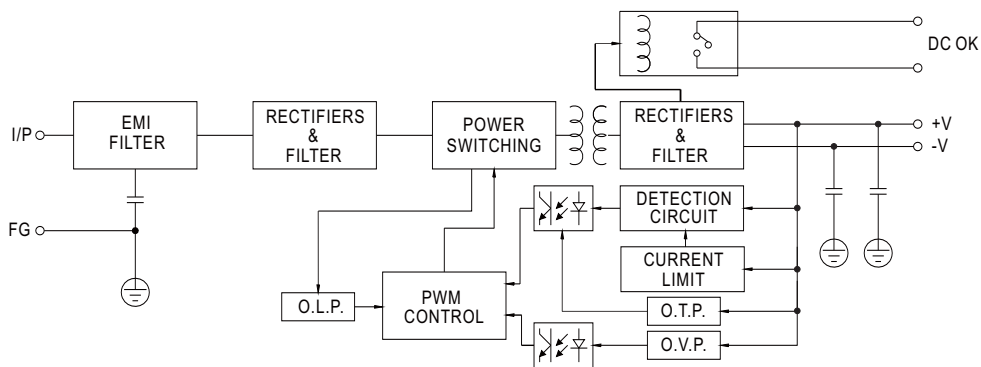 DC OK
I/P
EMI
FILTER
RECTIFIERS
&
FILTER
POWER
SWITCHING
RECTIFIERS
&
FILTER
+V
-V
FG
DETECTION
CIRCUIT
CURRENT
LIMIT
O.L.P.
PWM
CONTROL
O.T.P.
O.V.P.